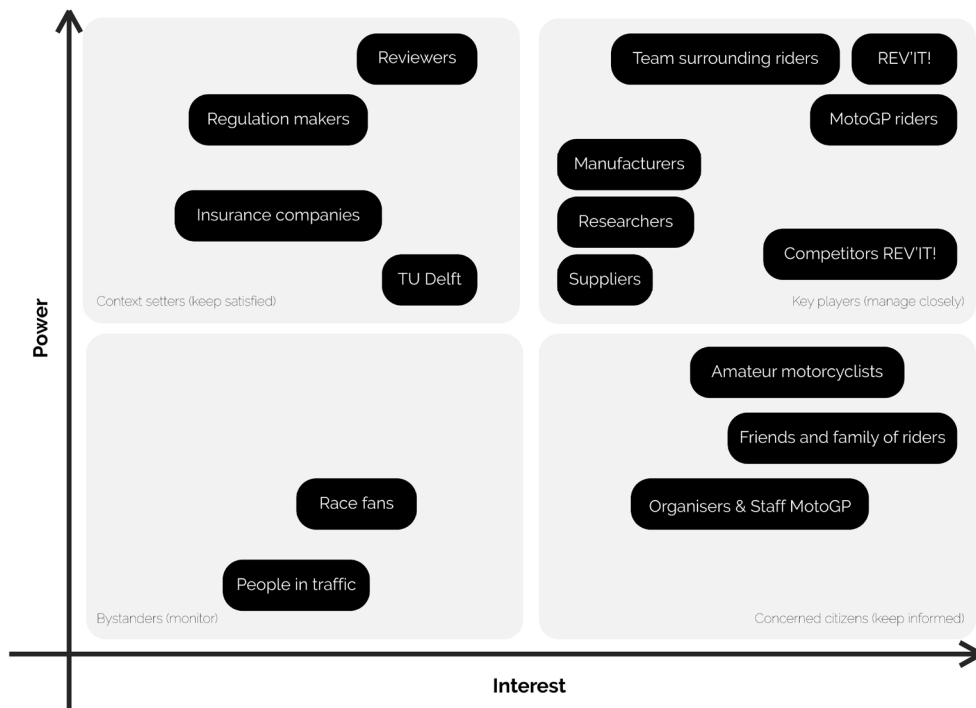 Reviewers
Regulation makers
Insurance companies
TU Delft
Context setters (keep satisfied)
Team surrounding riders
REV'IT!
MotoGP riders
Manufacturers
Researchers
Competitors REV'IT!
Suppliers
Key players (manage closely)
Power
Race fans
People in traffic
Bystanders (monitor)
Amateur motorcyclists
Friends and family of riders
Organisers & Staff MotoGP
Concerned citizens (keep informed)
Interest